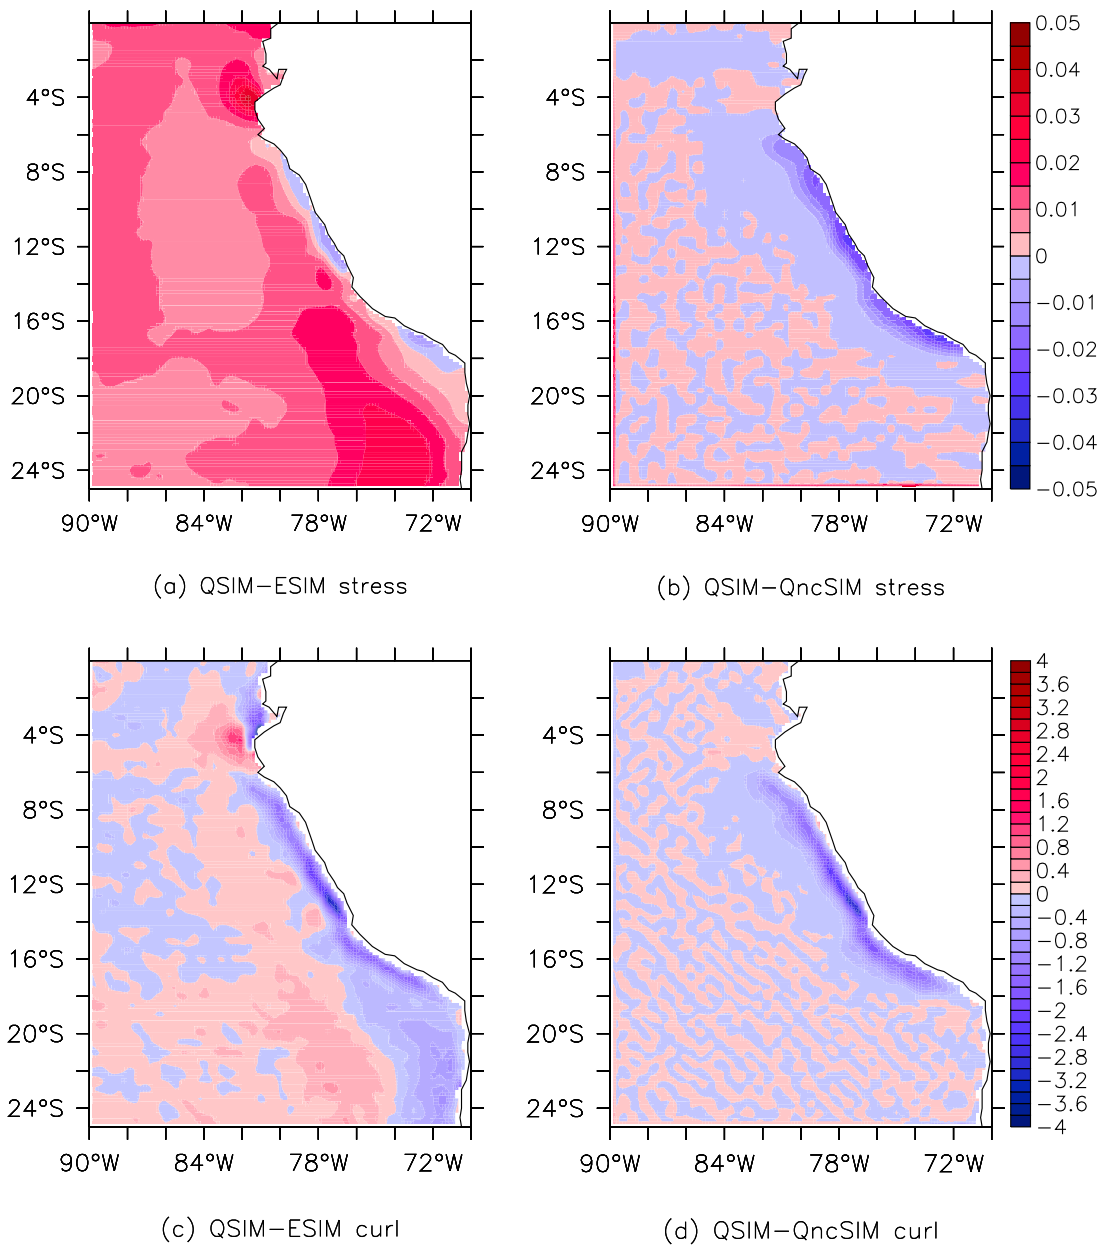 0.05
0.04
4°S
4°S
0.03
8°S
8°S
0.02
0.01
12°S
12°S
0
-0.01
16°S
16°S
-0.02
20°S
20°S
-0.03
-0.04
24°S
24°S
-0.05
90°W 84°W 78°W 72°W
90°W 84°W 78°W 72°W
(a) QSIM-ESIM stress
(b) QSIM-QncSIM stress
4
3.6
3.2
4°S
4°S
2.8
2.4
2
8°S
8°S
1.6
1.2
0.8
12°S
12°S
0.4
0
-0.4
16°S
16°S
-0.8
-1.2
-1.6
20°S
20°S
-2
-2.4
-2.8
24°S
24°S
-3.2
-3.6
-4
90°W 84°W 78°W 72°W
90°W 84°W 78°W 72°W
(c) QSIM-ESIM curl
(d) QSIM-QncSIM curl